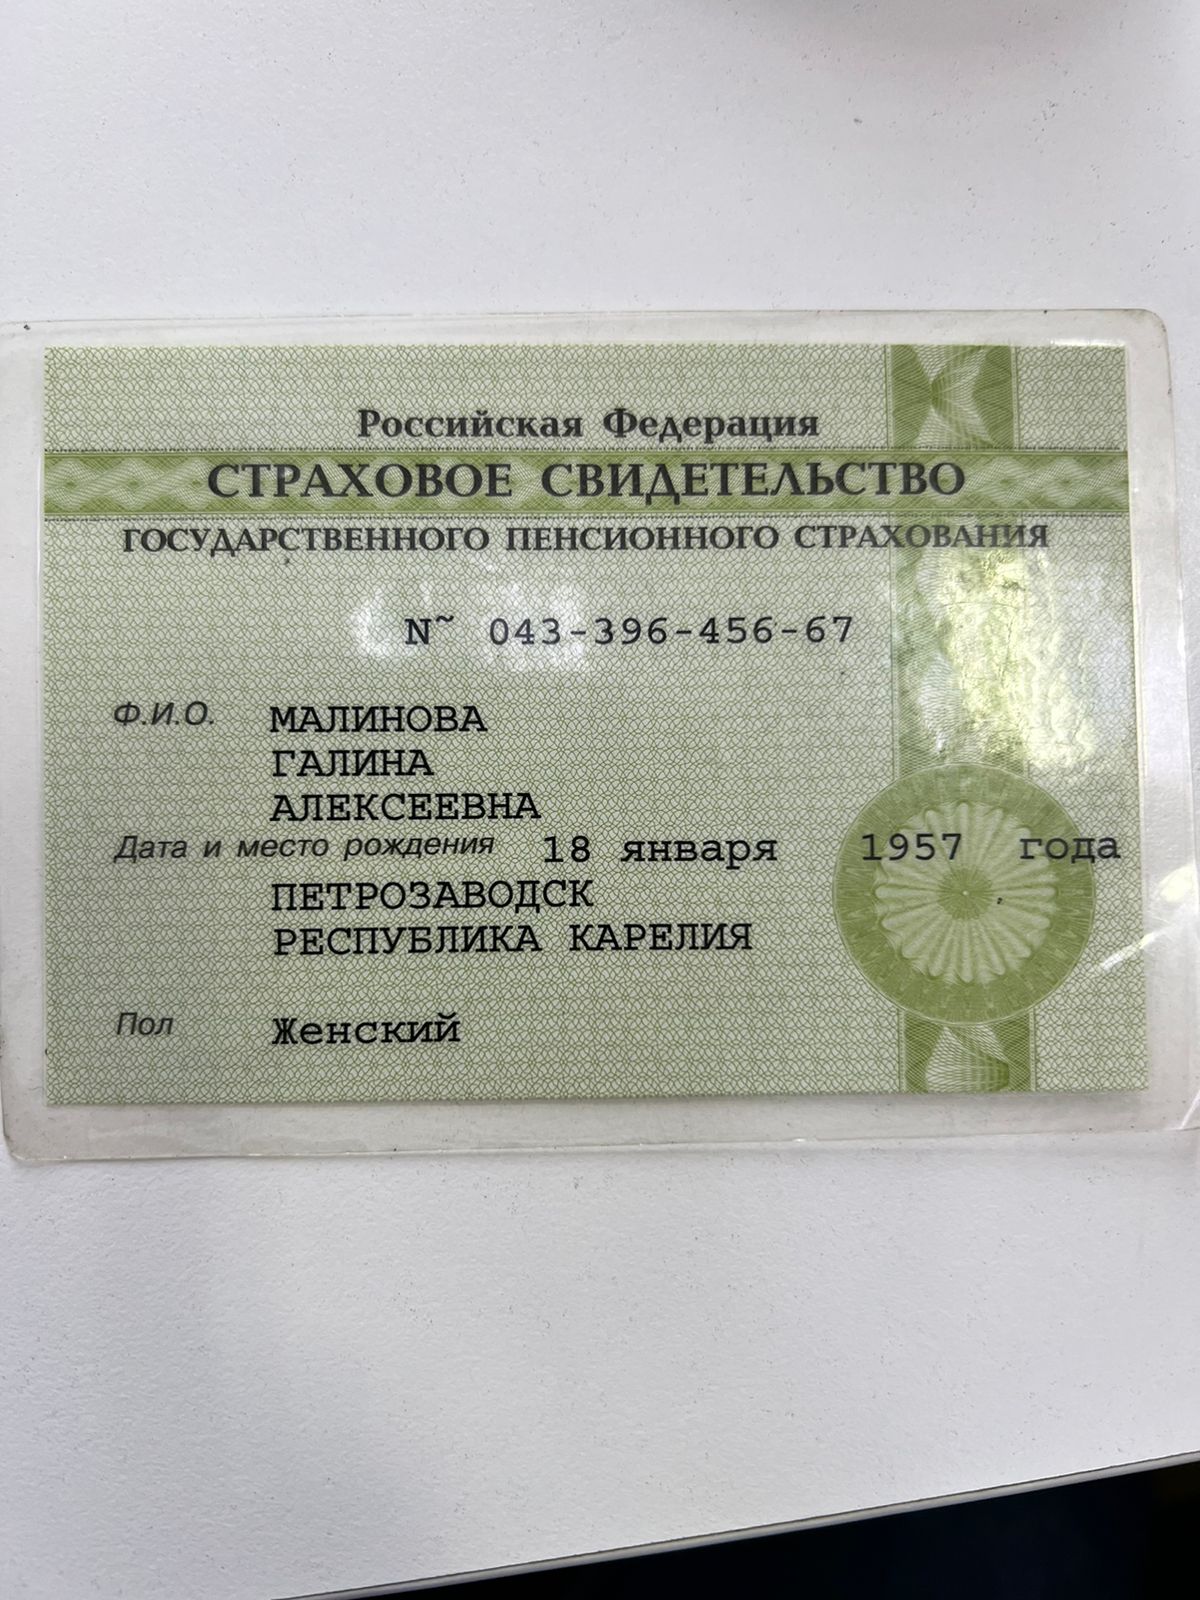 Российская Федерация
СТРАХОВОЕ СВИДЕТЕЛЬСТВО
ГОСУДАРСТВЕННОГО ПЕНСИОННОГО СТРАХОВАНИЯ
N~ 043-396-456-67
Ф.И.О. МАЛИНОВА
ГАЛИНА
АЛЕКСЕЕВНА
Дата и место рождения 18 января 1957 года
ПЕТРОЗАВОДСК
РЕСПУБЛИКА КАРЕЛИЯ
Пол Женский